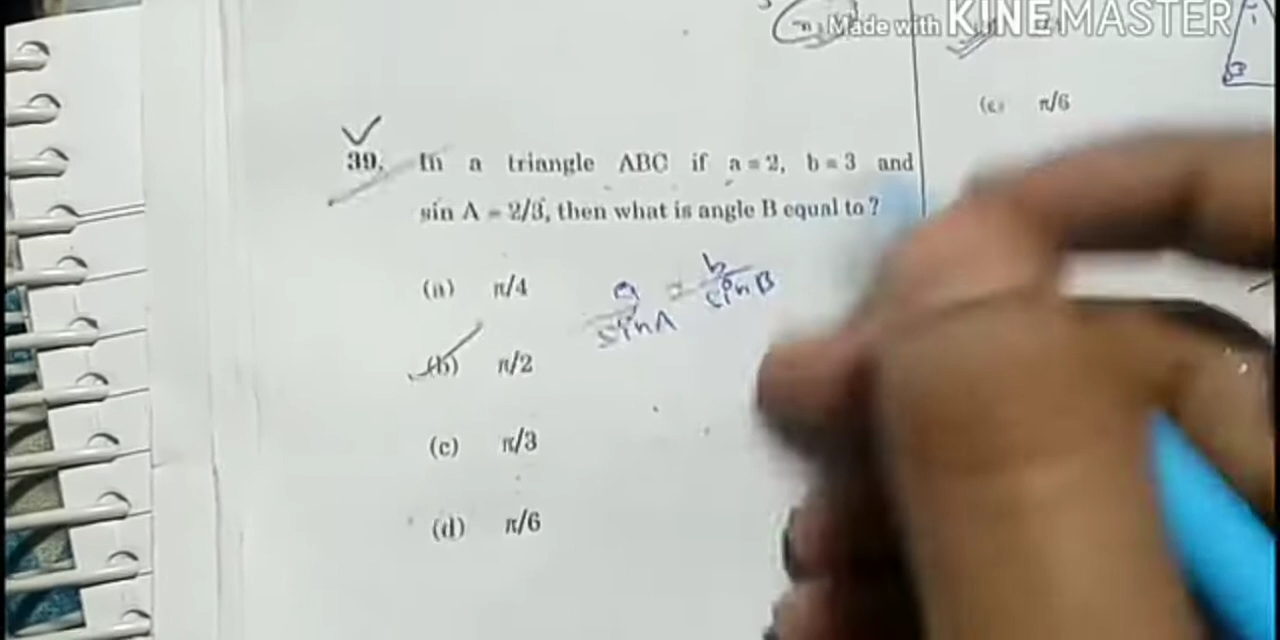 Made with KINEMASTER
(c) π/6
39. In a triangle ABC if a = 2, b = 3 and
sin A = 2/3, then what is angle B equal to ?
(a) π/4
a/sinA = b/sinB
(b) π/2
(c) π/3
(d) π/6